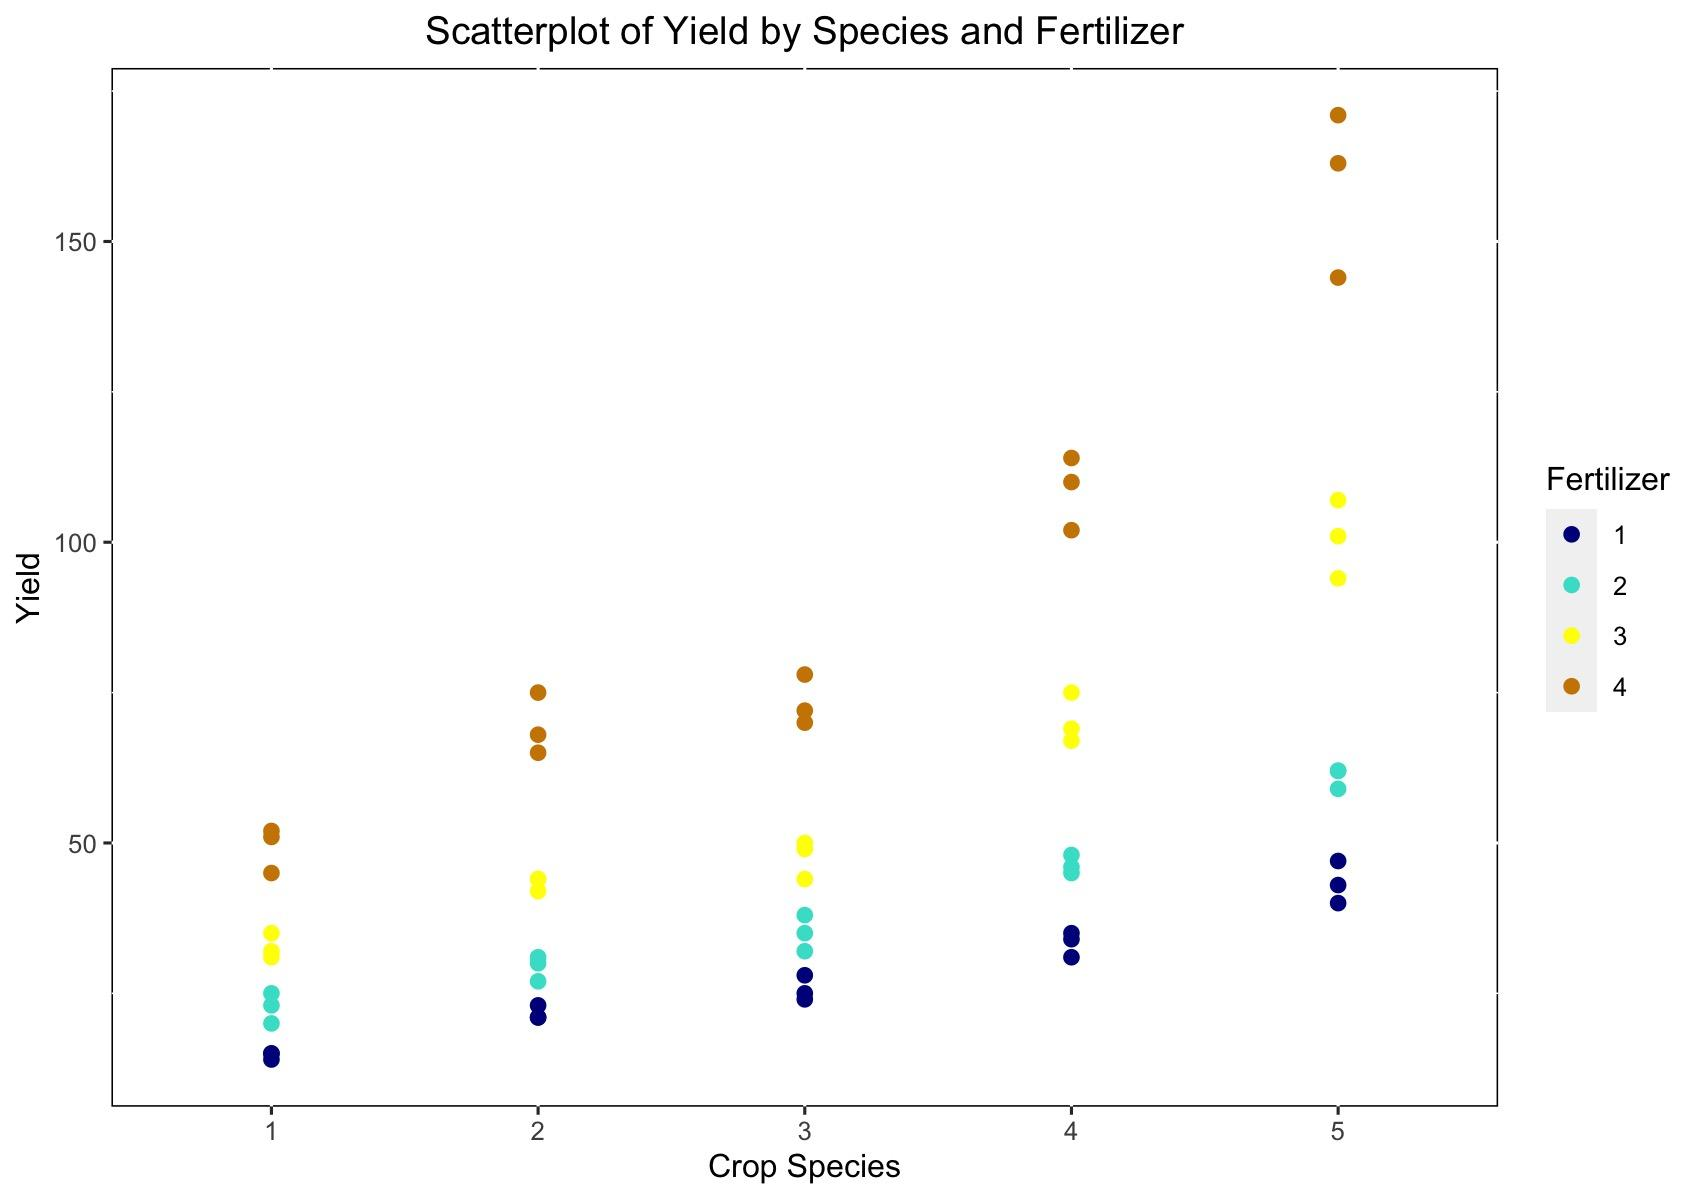 Scatterplot of Yield by Species and Fertilizer
150
100
50
Yield
1 2 3 4 5
Crop Species
Fertilizer
1
2
3
4